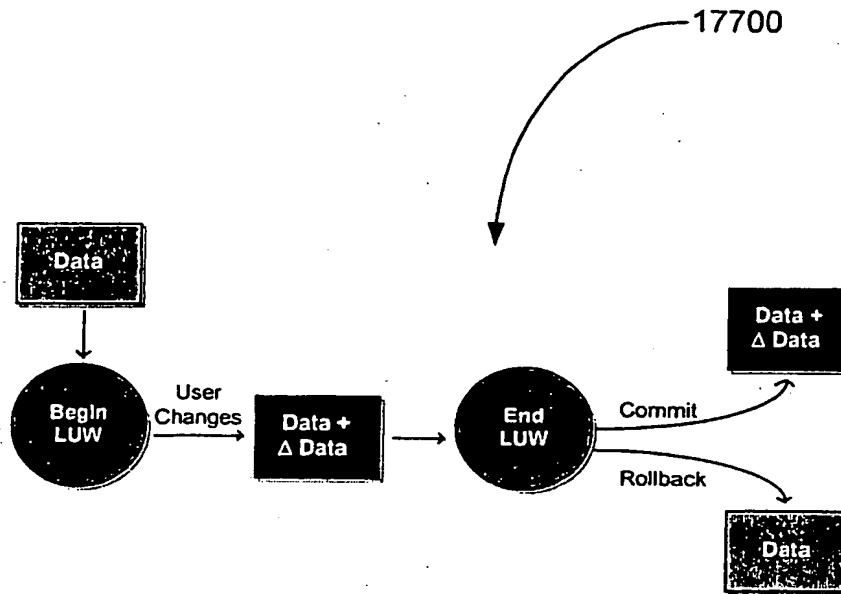 17700
Data
Begin
LUW
User
Changes
Data +
Δ Data
End
LUW
Commit
Rollback
Data +
Δ Data
Data